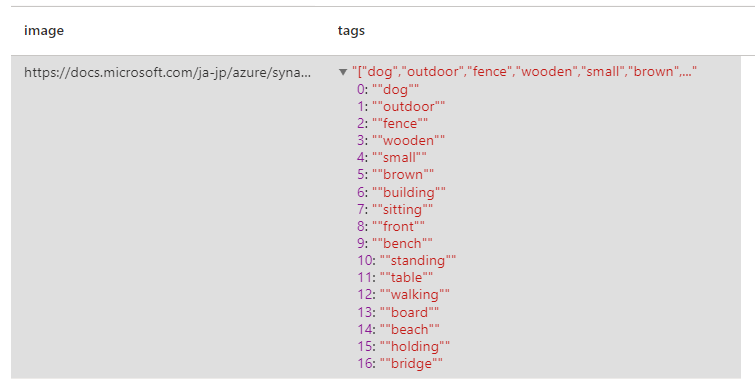 image tags
https://docs.microsoft.com/ja-jp/azure/syna... ▼ "["dog","outdoor","fence","wooden","small","brown",..."
0: ""dog""
1: ""outdoor""
2: ""fence""
3: ""wooden""
4: ""small""
5: ""brown""
6: ""building""
7: ""sitting""
8: ""front""
9: ""bench""
10: ""standing""
11: ""table""
12: ""walking""
13: ""board""
14: ""beach""
15: ""holding""
16: ""bridge""